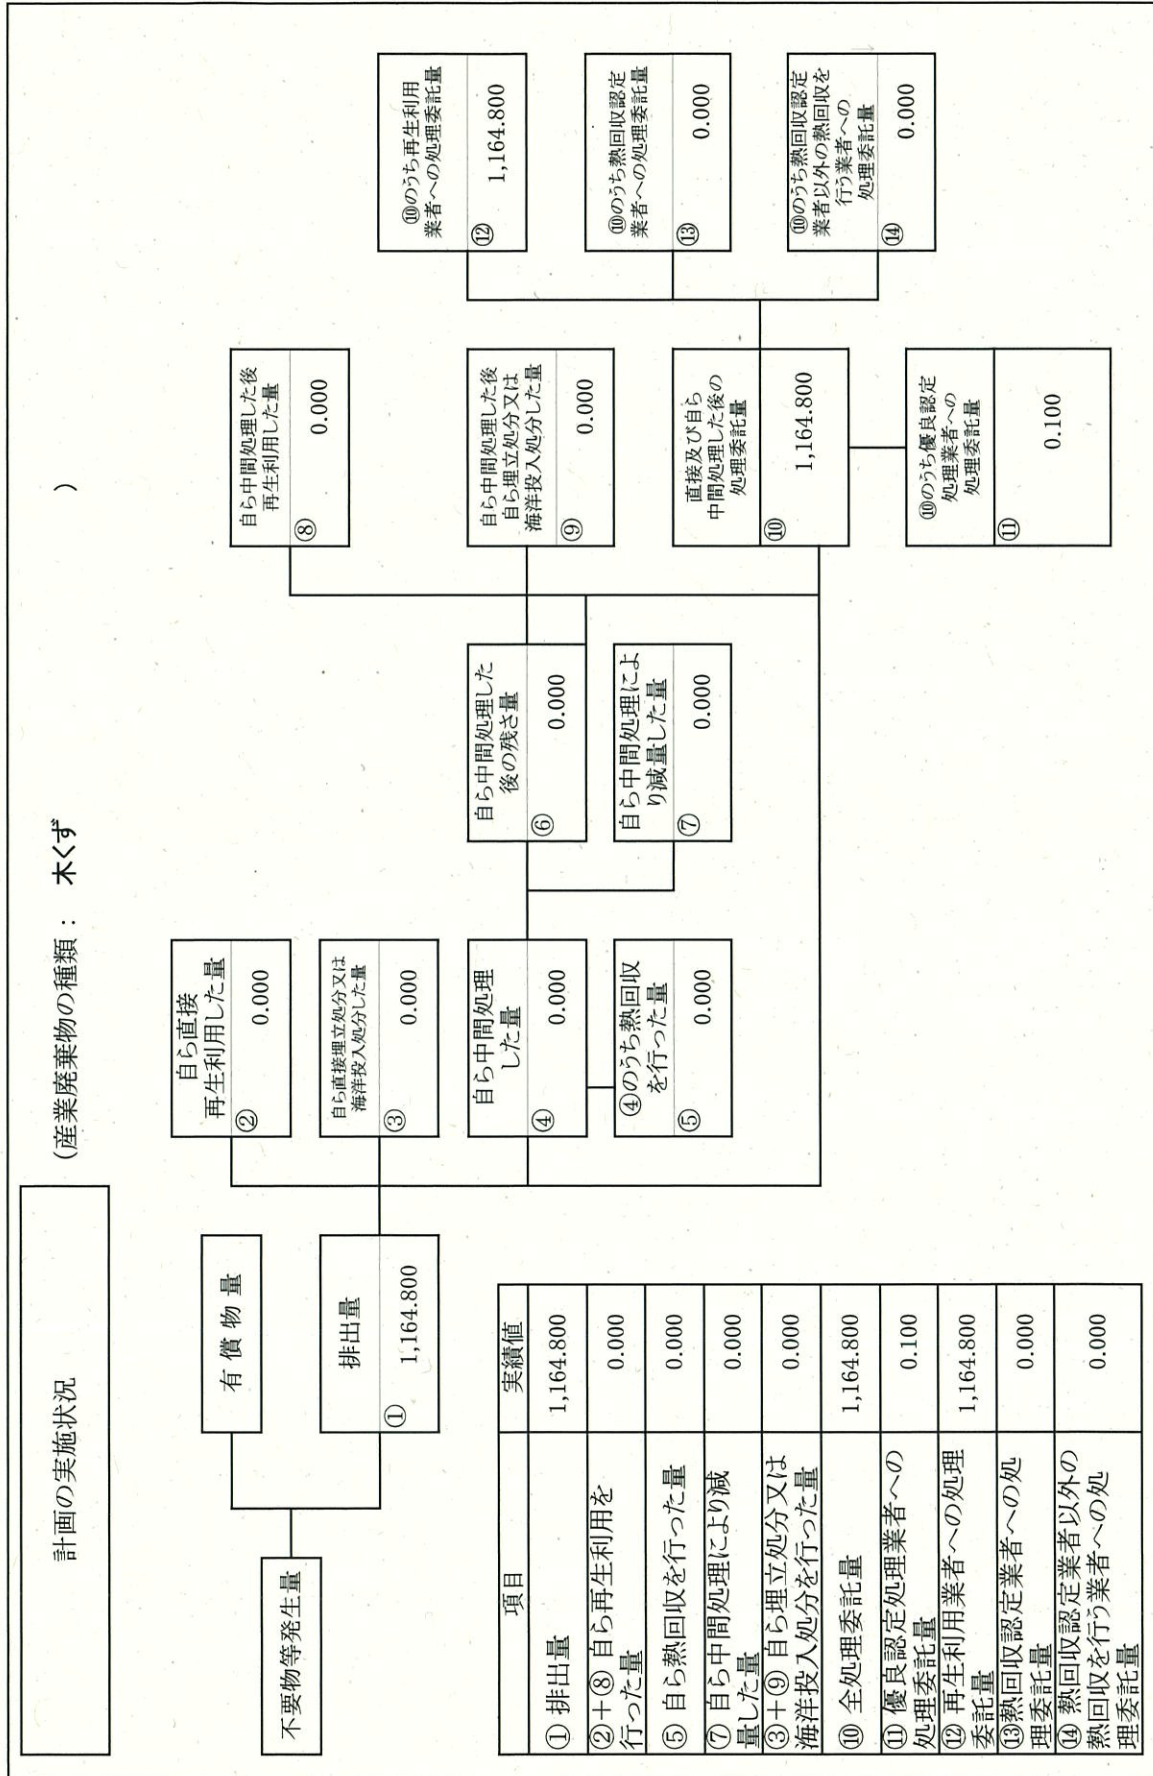 計画の実施状況
(産業廃棄物の種類： 木くず )
不要物等発生量
有償物量
排出量
① 1,164.800
自ら直接
再生利用した量
② 0.000
自ら直接埋立処分又は
海洋投入処分した量
③ 0.000
自ら中間処理
した量
④ 0.000
④のうち熱回収
を行った量
⑤ 0.000
自ら中間処理した
後の残さ量
⑥ 0.000
自ら中間処理によ
り減量した量
⑦ 0.000
自ら中間処理した後
再生利用した量
⑧ 0.000
自ら中間処理した後
自ら埋立処分又は
海洋投入処分した量
⑨ 0.000
直接及び自ら
中間処理した後の
処理委託量
⑩ 1,164.800
⑩のうち優良認定
処理業者への
処理委託量
⑪ 0.100
⑩のうち再生利用
業者への処理委託量
⑫ 1,164.800
⑩のうち熱回収認定
業者への処理委託量
⑬ 0.000
⑩のうち熱回収認定
業者以外の熱回収を
行う業者への
処理委託量
⑭ 0.000
項目 実績値
① 排出量 1,164.800
②＋⑧ 自ら再生利用を
行った量 0.000
⑤ 自ら熱回収を行った量 0.000
⑦ 自ら中間処理により減
量した量 0.000
③＋⑨ 自ら埋立処分又は
海洋投入処分を行った量 0.000
⑩ 全処理委託量 1,164.800
⑪ 優良認定処理業者への
処理委託量 0.100
⑫ 再生利用業者への処理
委託量 1,164.800
⑬熱回収認定業者への処
理委託量 0.000
⑭ 熱回収認定業者以外の
熱回収を行う業者への処
理委託量 0.000